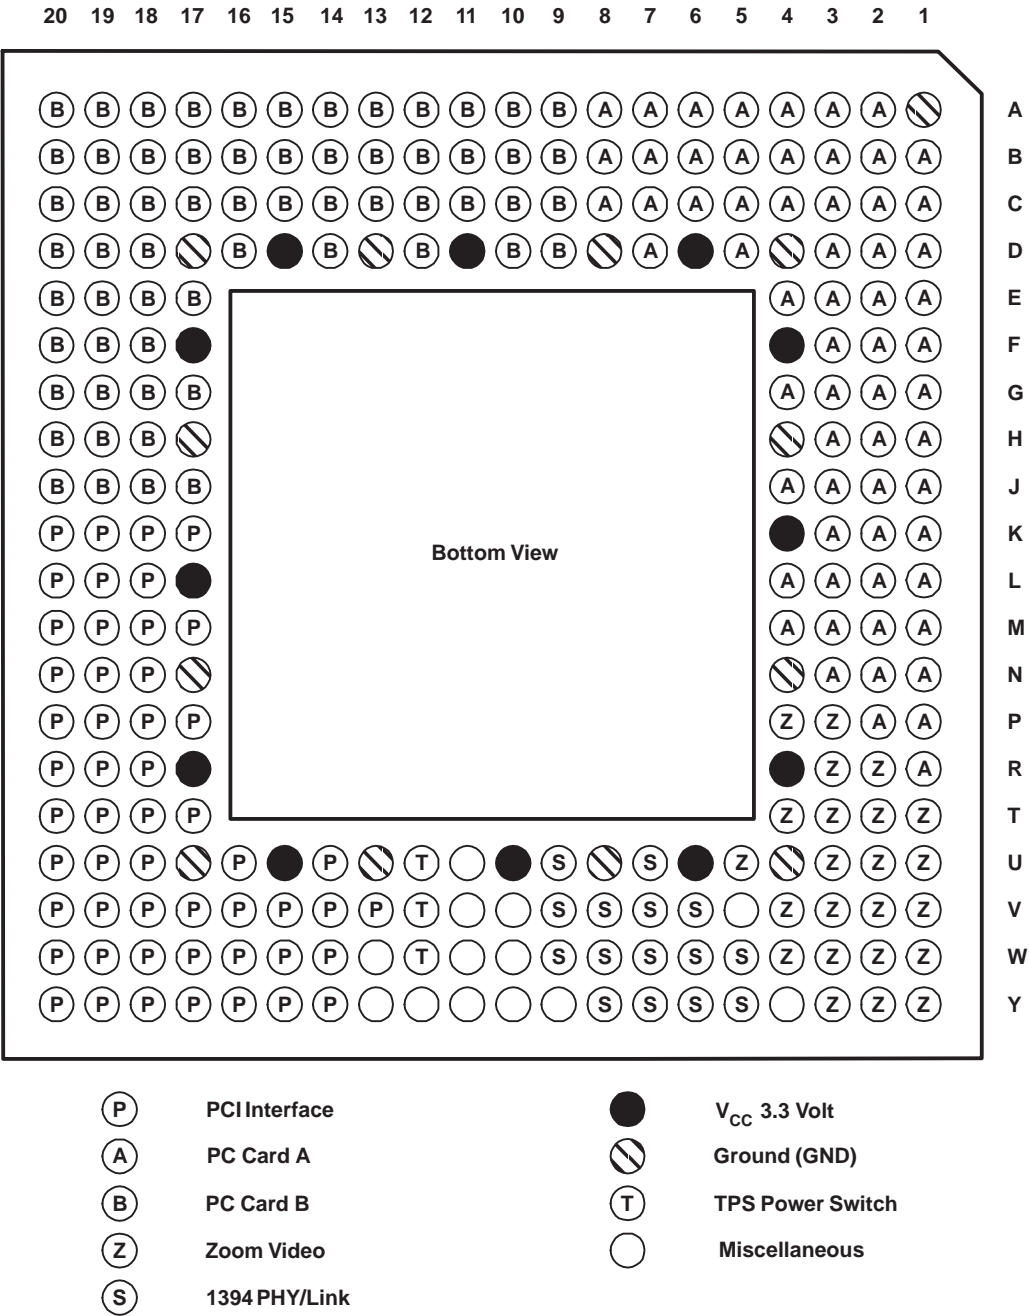 20 19 18 17 16 15 14 13 12 11 10 9 8 7 6 5 4 3 2 1
B B B B B B B B B B B B A A A A A A A A
B B B B B B B B B B B B A A A A A A A A B
B B B B B B B B B B B B A A A A A A A A C
B B B B B B B B A A A A A D
B B B B A A A A E
B B B A A A F
B B B B A A A A G
B B B A A A H
B B B B A A A A J
P P P P A A A K
Bottom View
P P P A A A A L
P P P P A A A A M
P P P A A A N
P P P P Z Z A A P
P P P Z Z A R
P P P P Z Z Z Z T
P P P P P T S S Z Z Z Z U
P P P P P P P P T S S S S Z Z Z Z V
P P P P P P P T S S S S S Z Z Z Z W
P P P P P P P S S S S Z Z Z Y
P PCI Interface
VCC 3.3 Volt
A PC Card A
Ground (GND)
B PC Card B
T TPS Power Switch
Z Zoom Video
Miscellaneous
S 1394 PHY/Link